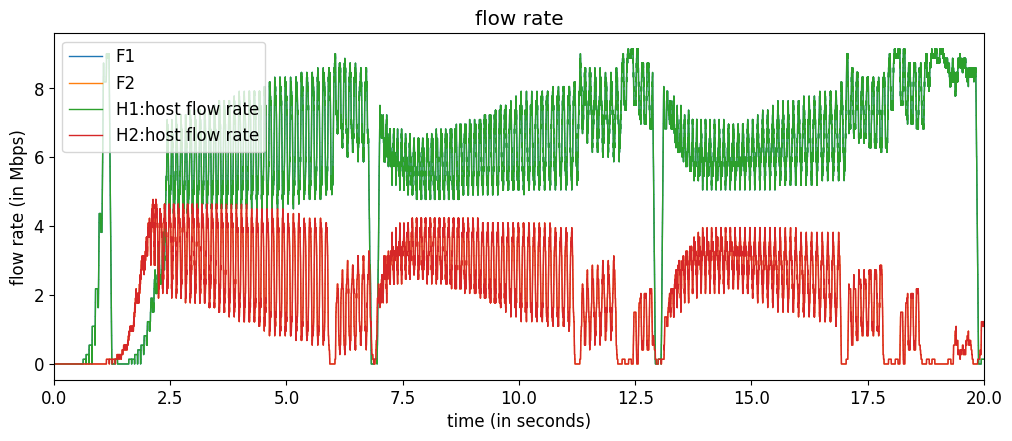 flow rate
F1
F2
H1:host flow rate
H2:host flow rate
flow rate (in Mbps)
8
6
4
2
0
0.0 2.5 5.0 7.5 10.0 12.5 15.0 17.5 20.0
time (in seconds)